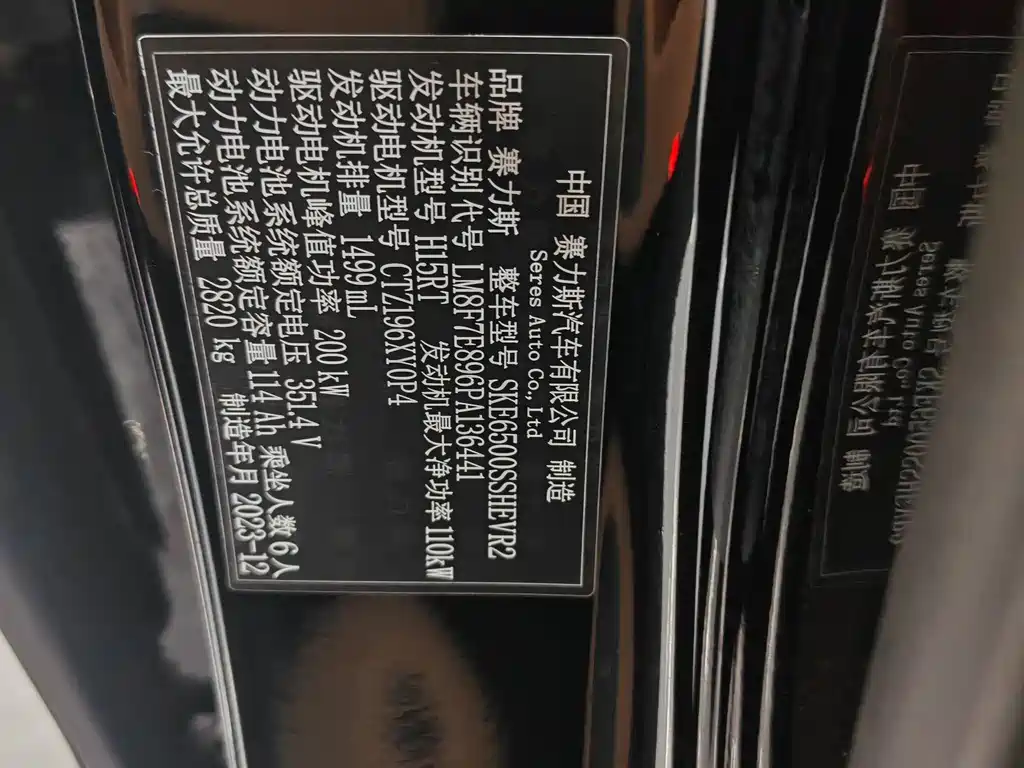 中国 赛力斯汽车有限公司 制造
Seres Auto Co., Ltd
品牌 赛力斯 整车型号 SKE6500SSHEVR2
车辆识别代号 LM8F7E896PA136441
发动机型号 H15RT 发动机最大净功率 110kW
驱动电机型号 CTZ196XY0P4
发动机排量 1499mL
驱动电机峰值功率 200kW
动力电池系统额定电压 351.4V
动力电池系统额定容量 114Ah 乘坐人数 6人
最大允许总质量 2820 kg 制造年月 2023-12